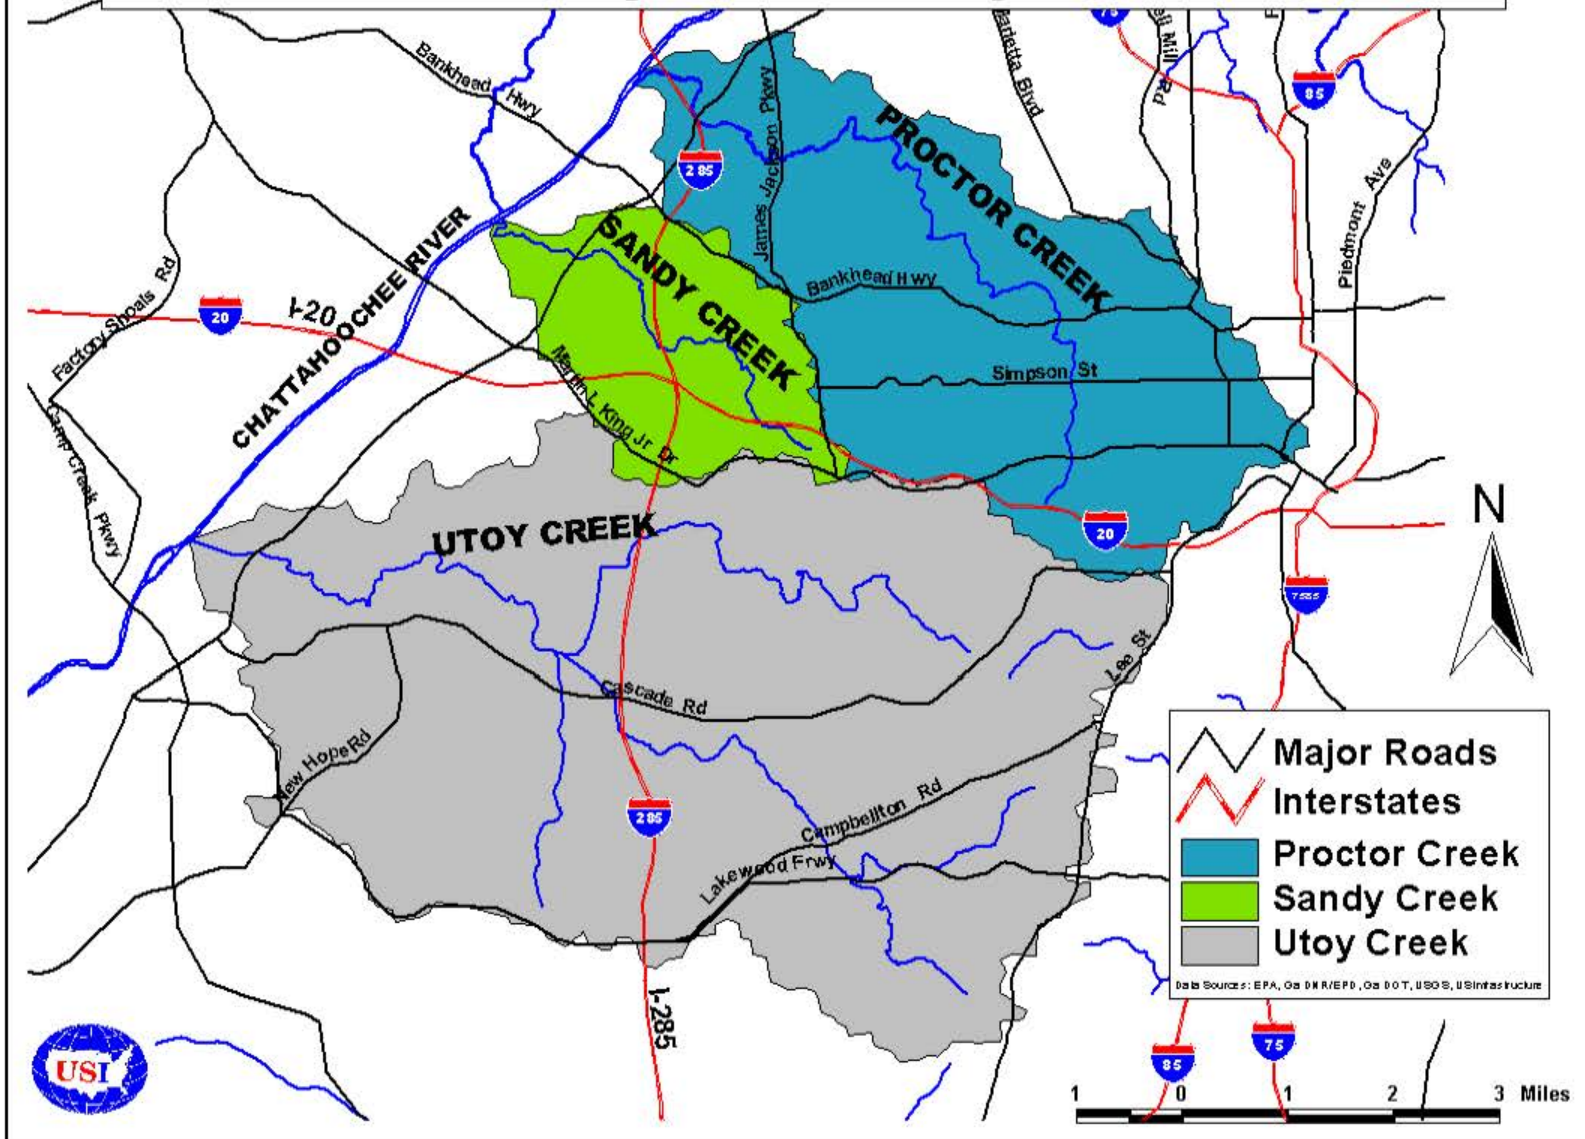 Bankhead Hwy
James Jackson Pkwy
Marietta Blvd
ell Mill Rd
75
85
285
PROCTOR CREEK
Piedmont Ave
SANDY CREEK
CHATTAHOOCHEE RIVER
Factory Shoals Rd
20
I-20
Bankhead Hwy
Simpson St
Martin L King Jr Dr
Camp Creek Pkwy
UTOY CREEK
20
N
7585
Lee St
Cascade Rd
New Hope Rd
285
Campbellton Rd
Lakewood Frwy
Major Roads
Interstates
Proctor Creek
Sandy Creek
Utoy Creek
Data Sources: EPA, Ga DNR/EPD, Ga DOT, USGS, USInfrastructure
I-285
USI
85
75
1 0 1 2 3 Miles